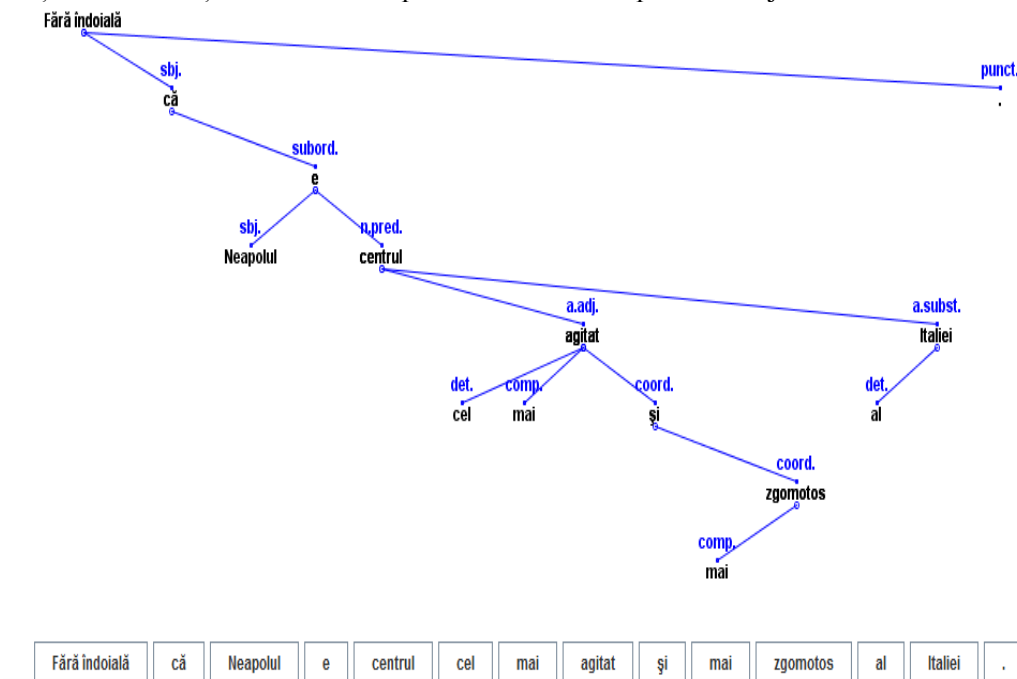 Fără îndoială
sbj. punct.
că .
subord.
e
sbj. n.pred.
Neapolul centrul
a.adj. a.subst.
agitat Italiei
det. comp. coord. det.
cel mai şi al
coord.
zgomotos
comp.
mai
Fără îndoială că Neapolul e centrul cel mai agitat şi mai zgomotos al Italiei .